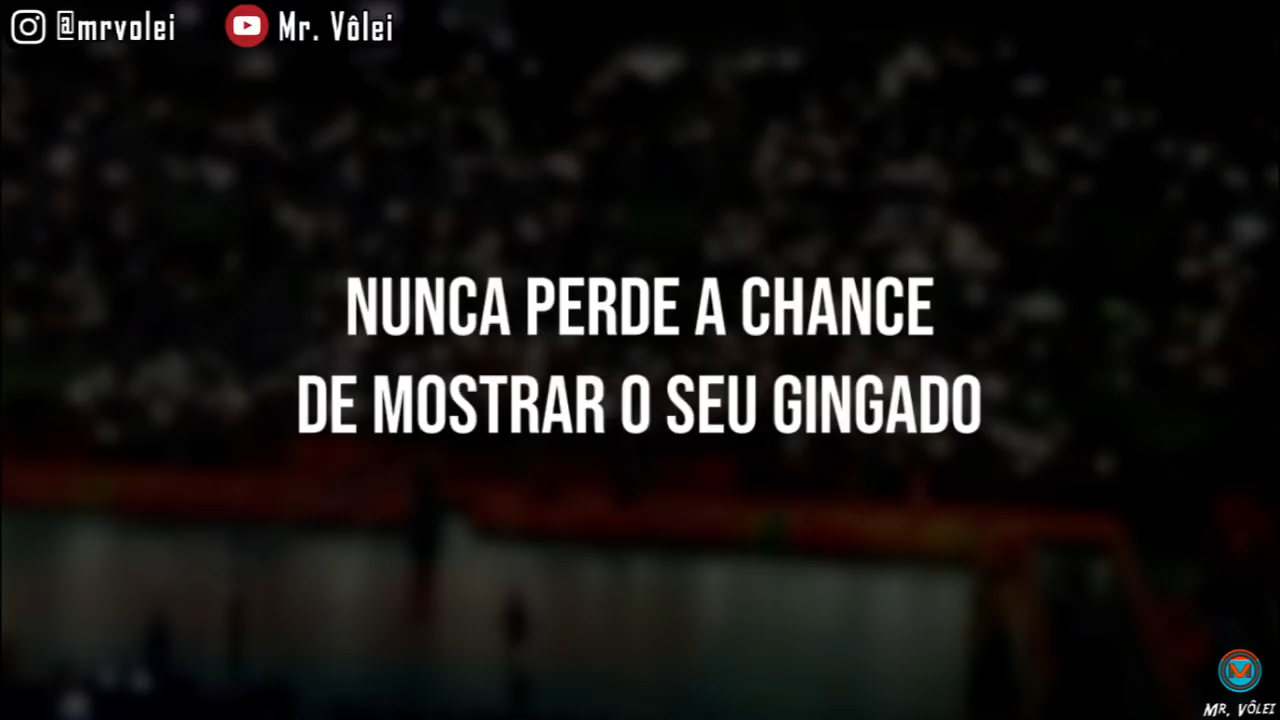 @mrvolei Mr. Vôlei
NUNCA PERDE A CHANCE
DE MOSTRAR O SEU GINGADO
MR. VÔLEI